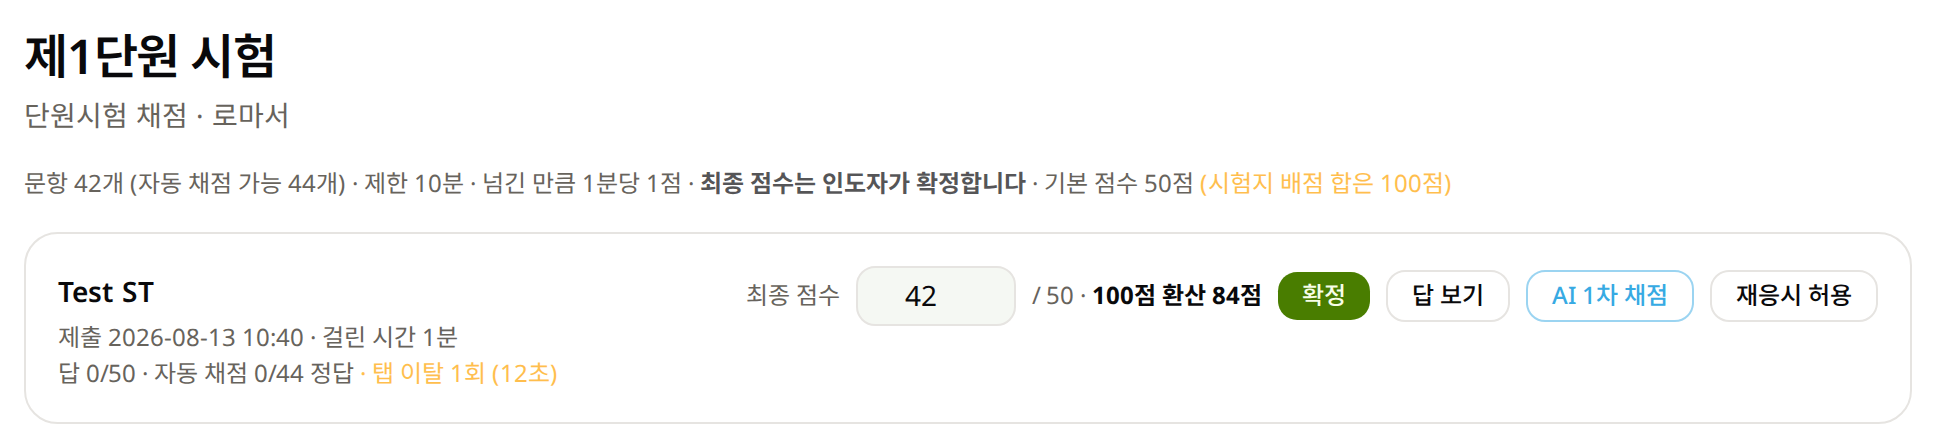 제1단원 시험
단원시험 채점 · 로마서
문항 42개 (자동 채점 가능 44개) · 제한 10분 · 넘긴 만큼 1분당 1점 · 최종 점수는 인도자가 확정합니다 · 기본 점수 50점 (시험지 배점 합은 100점)
Test ST
최종 점수 42 / 50 · 100점 환산 84점 확정 답 보기 AI 1차 채점 재응시 허용
제출 2026-08-13 10:40 · 걸린 시간 1분
답 0/50 · 자동 채점 0/44 정답 · 탭 이탈 1회 (12초)